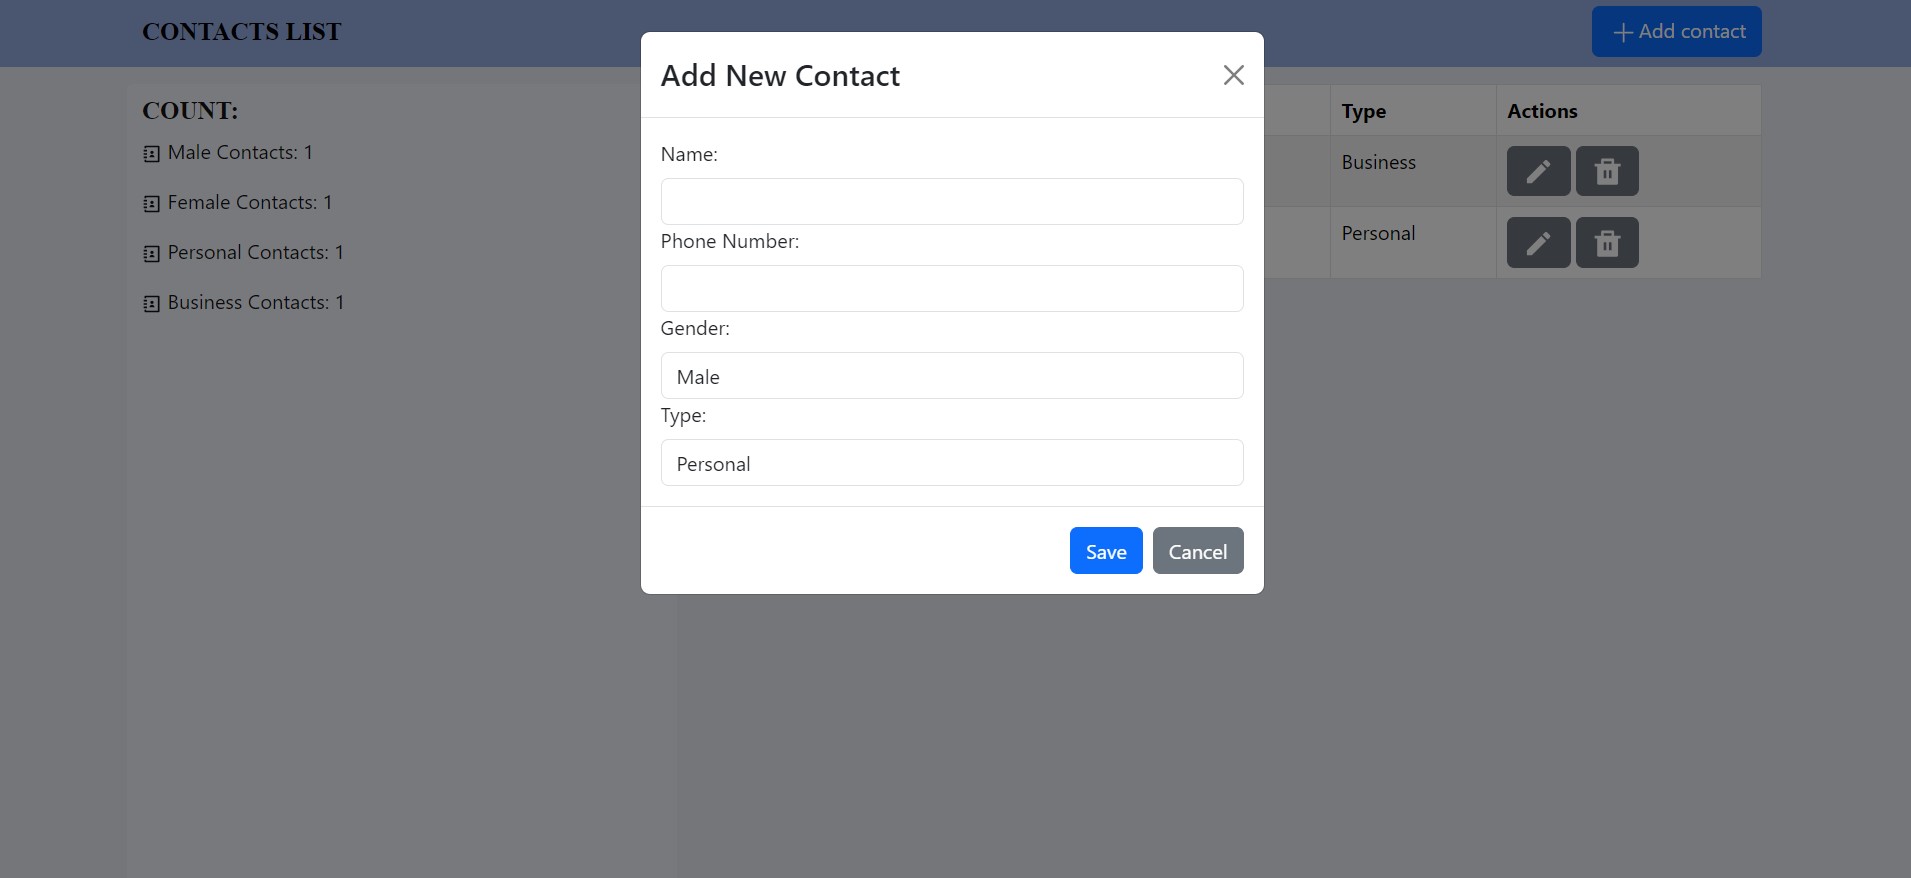 CONTACTS LIST
Add contact
COUNT:
Male Contacts: 1
Female Contacts: 1
Personal Contacts: 1
Business Contacts: 1
Add New Contact
Name:
Phone Number:
Gender:
Male
Type:
Personal
Save Cancel
Type Actions
Business
Personal